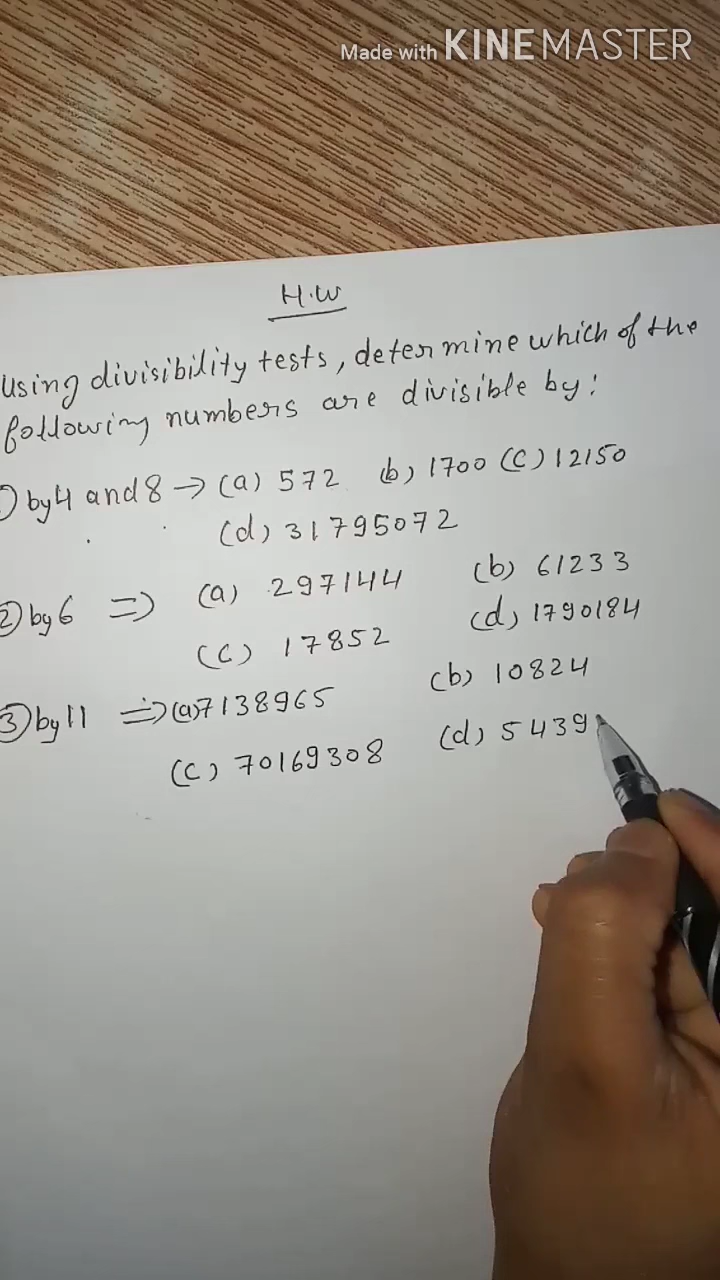 Made with KINEMASTER
H.W
Using divisibility tests, determine which of the
following numbers are divisible by:
by 4 and 8 → (a) 572 (b) 1700 (c) 12150
(d) 31795072
② by 6 ⇒ (a) 297144 (b) 61233
(c) 17852 (d) 1790184
③ by 11 ⇒ (a) 7138965 (b) 10824
(c) 70169308 (d) 5439